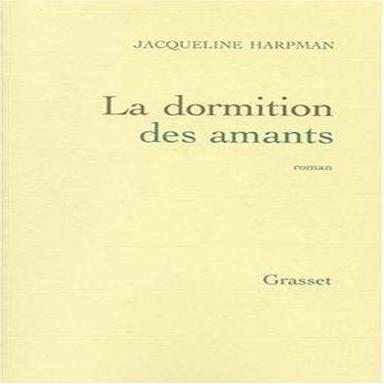 JACQUELINE HARPMAN
La dormition
des amants
roman
Grasset